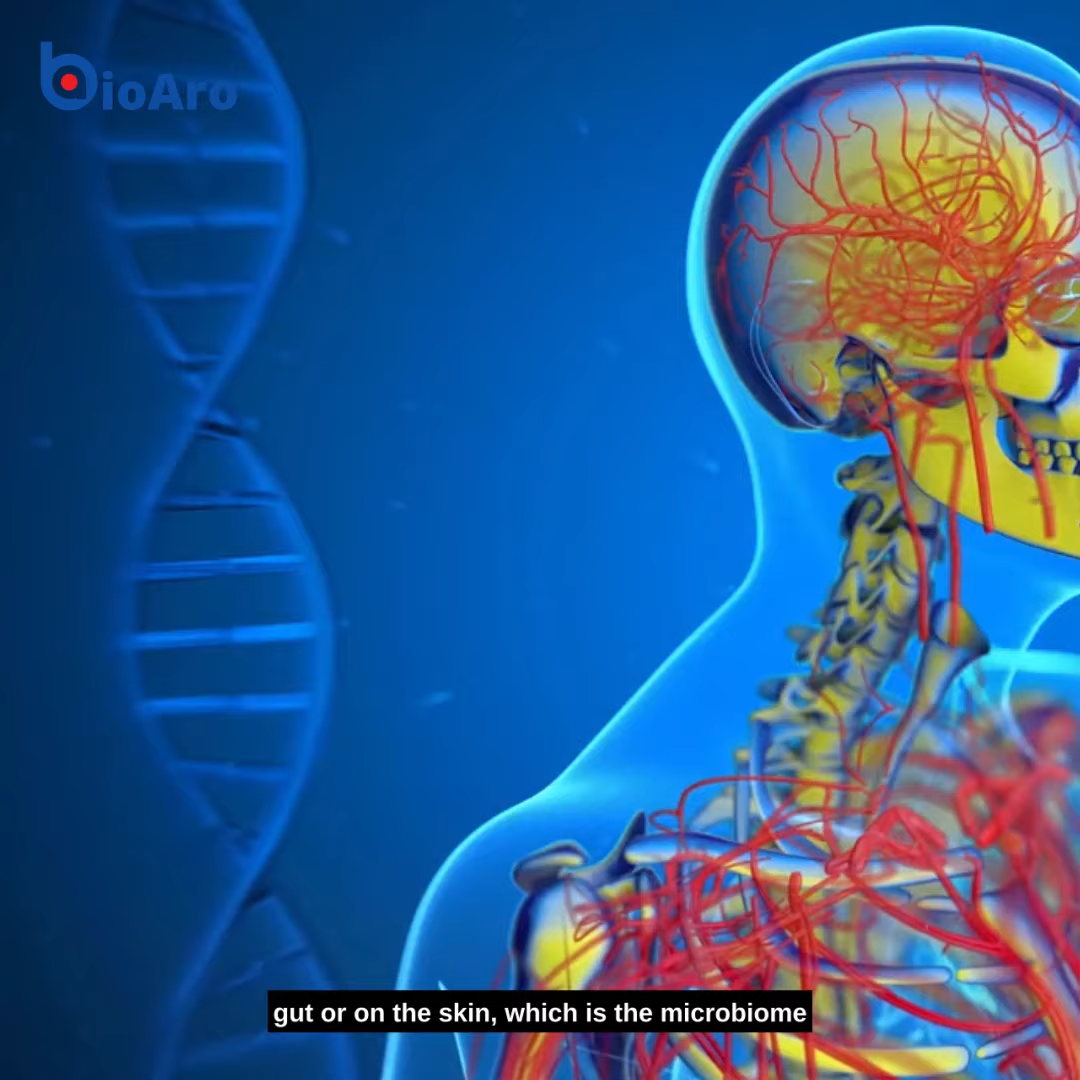 bioAro
gut or on the skin, which is the microbiome